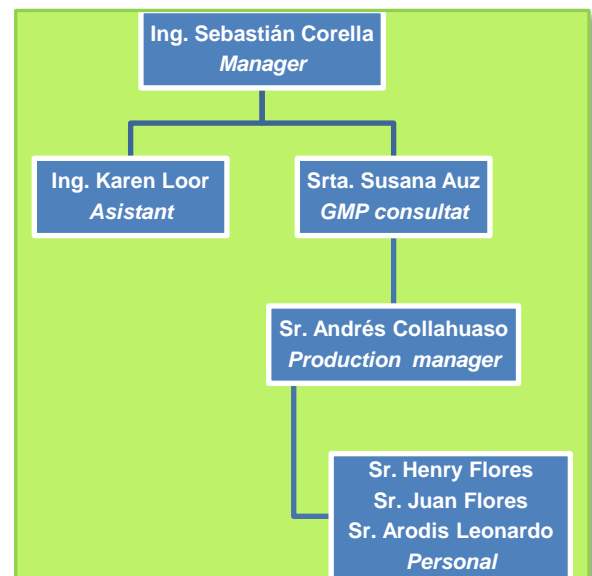 Ing. Sebastián Corella
Manager
Ing. Karen Loor
Asistant
Srta. Susana Auz
GMP consultat
Sr. Andrés Collahuaso
Production manager
Sr. Henry Flores
Sr. Juan Flores
Sr. Arodis Leonardo
Personal